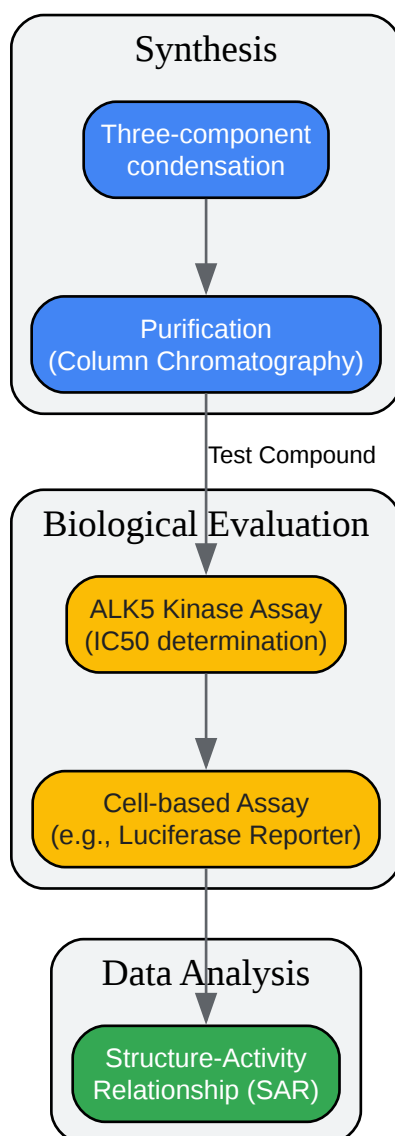 Synthesis
Three-component
condensation
Purification
(Column Chromatography)
Test Compound
Biological Evaluation
ALK5 Kinase Assay
(IC50 determination)
Cell-based Assay
(e.g., Luciferase Reporter)
Data Analysis
Structure-Activity
Relationship (SAR)